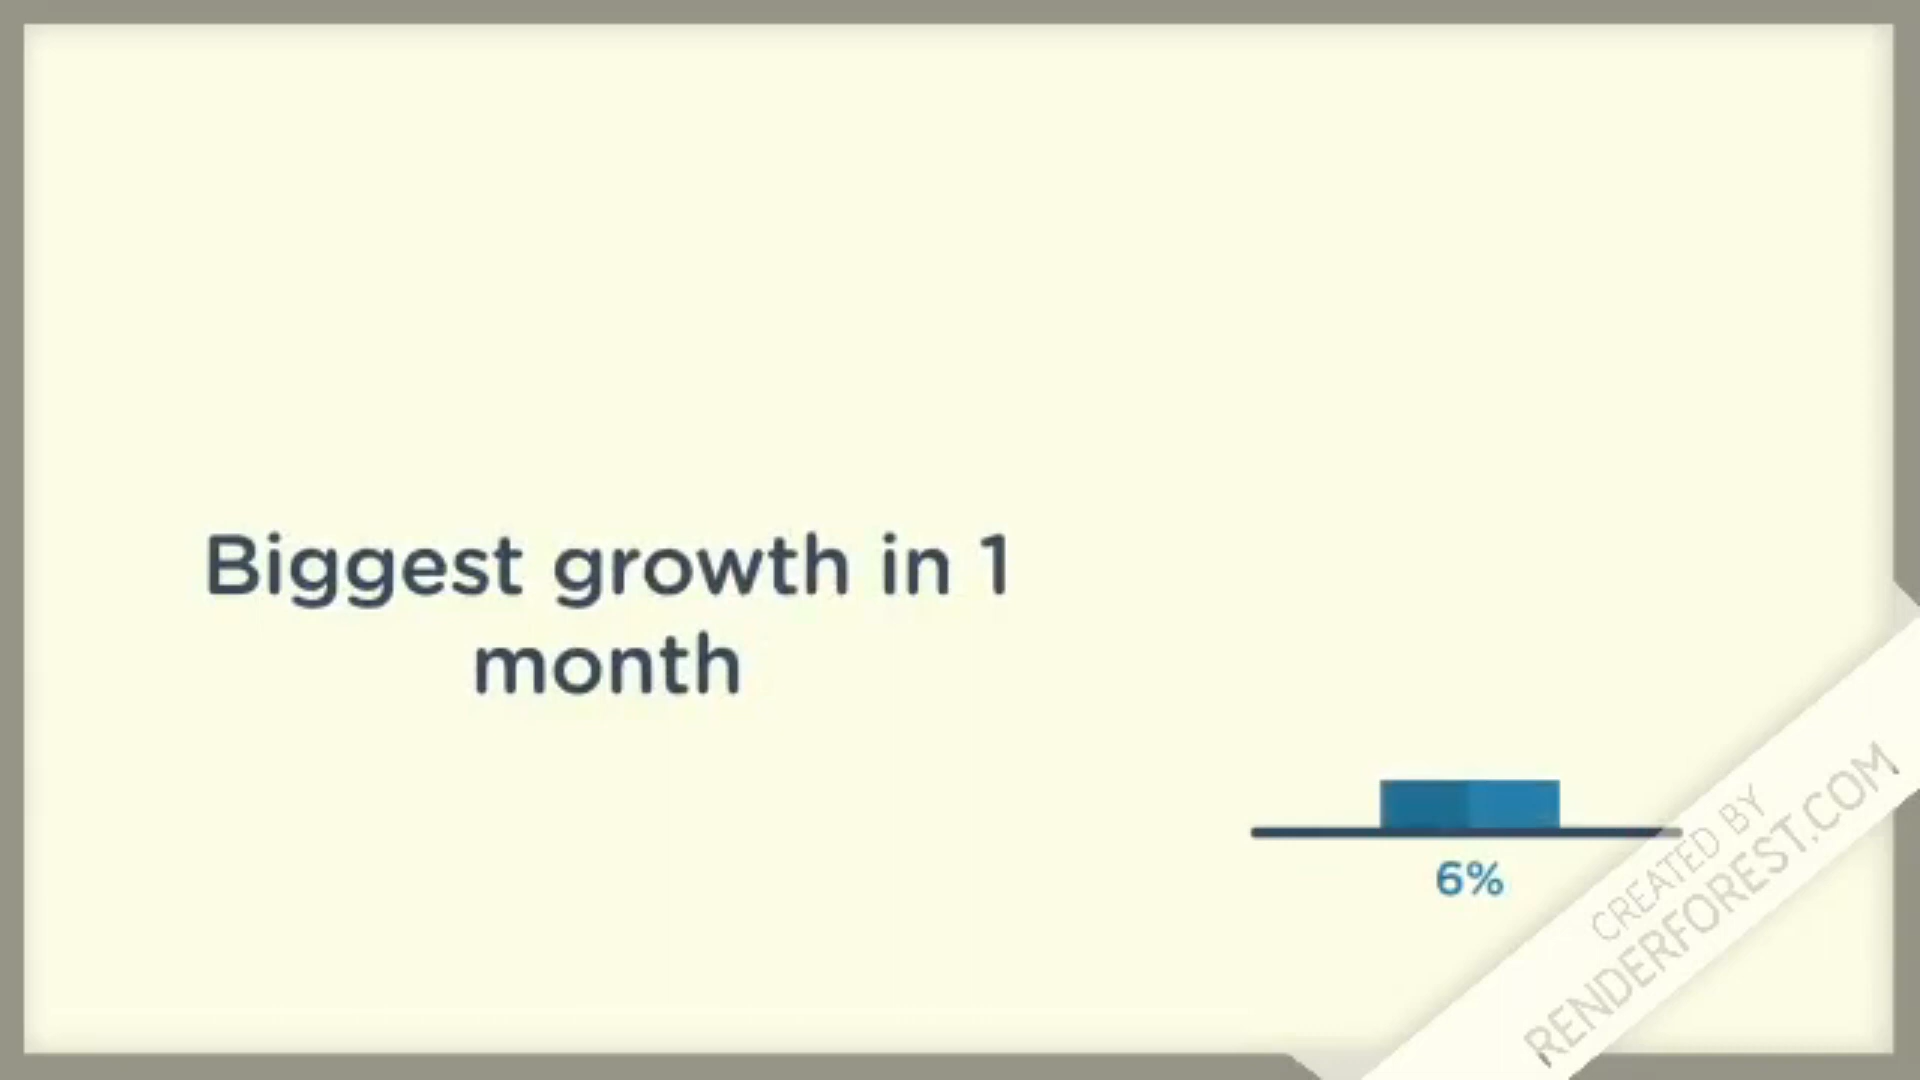 Biggest growth in 1
month
6%
CREATED BY
RENDERFOREST.COM